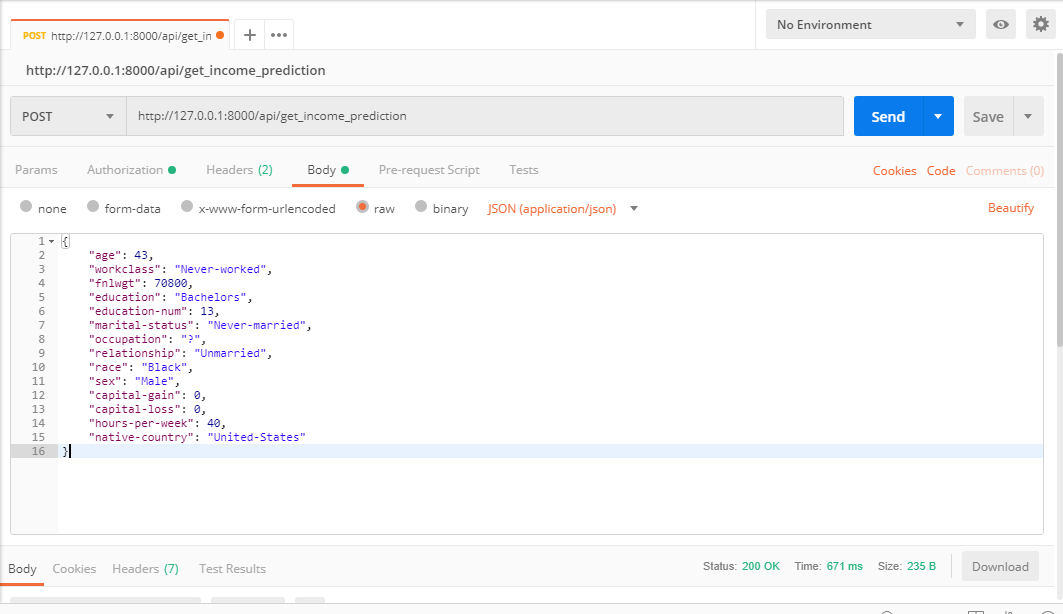 POST http://127.0.0.1:8000/api/get_in
No Environment
http://127.0.0.1:8000/api/get_income_prediction
POST http://127.0.0.1:8000/api/get_income_prediction Send Save
Params Authorization Headers (2) Body Pre-request Script Tests Cookies Code Comments (0)
none form-data x-www-form-urlencoded raw binary JSON (application/json) Beautify
1 {
2 "age": 43,
3 "workclass": "Never-worked",
4 "fnlwgt": 70800,
5 "education": "Bachelors",
6 "education-num": 13,
7 "marital-status": "Never-married",
8 "occupation": "?",
9 "relationship": "Unmarried",
10 "race": "Black",
11 "sex": "Male",
12 "capital-gain": 0,
13 "capital-loss": 0,
14 "hours-per-week": 40,
15 "native-country": "United-States"
16 }
Body Cookies Headers (7) Test Results Status: 200 OK Time: 671 ms Size: 235 B Download